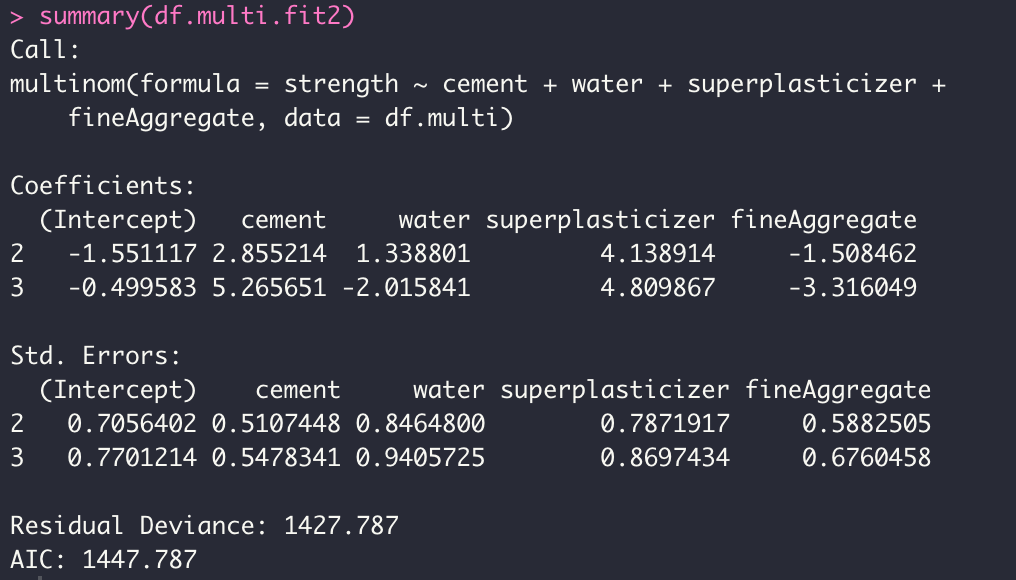 > summary(df.multi.fit2)
Call:
multinom(formula = strength ~ cement + water + superplasticizer +
    fineAggregate, data = df.multi)

Coefficients:
  (Intercept)   cement     water superplasticizer fineAggregate
2   -1.551117 2.855214  1.338801         4.138914     -1.508462
3   -0.499583 5.265651 -2.015841         4.809867     -3.316049

Std. Errors:
  (Intercept)    cement     water superplasticizer fineAggregate
2   0.7056402 0.5107448 0.8464800        0.7871917     0.5882505
3   0.7701214 0.5478341 0.9405725        0.8697434     0.6760458

Residual Deviance: 1427.787
AIC: 1447.787